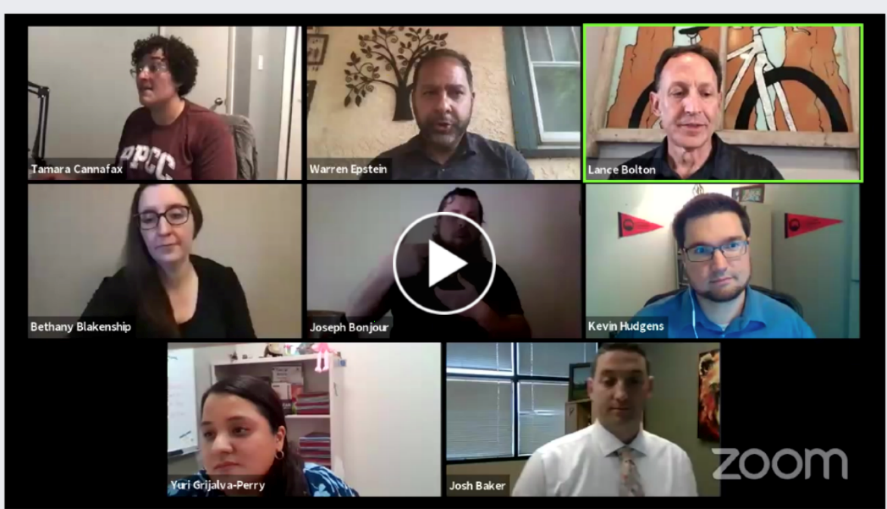 PPCC
Tamara Cannafax
Warren Epstein
Lance Bolton
Bethany Blakenship
Joseph Bonjour
Kevin Hudgens
Yuri Grijalva-Perry
Josh Baker
zoom